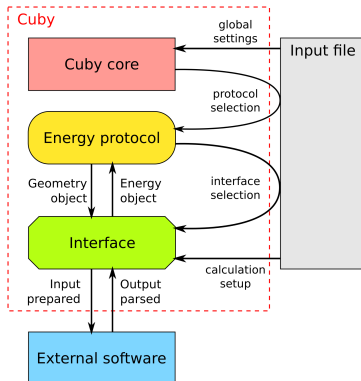 Cuby
global
settings
Input file
Cuby core
protocol
selection
Energy protocol
Geometry
object
Energy
object
interface
selection
Interface
Input
prepared
Output
parsed
calculation
setup
External software